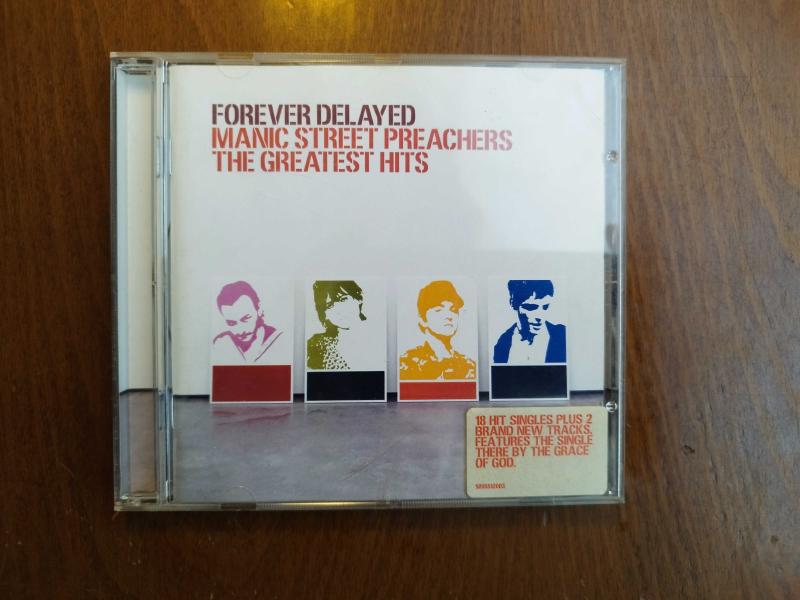 FOREVER DELAYED
MANIC STREET PREACHERS
THE GREATEST HITS
18 HIT SINGLES PLUS 2
BRAND NEW TRACKS.
FEATURES THE SINGLE
THERE BY THE GRACE
OF GOD.